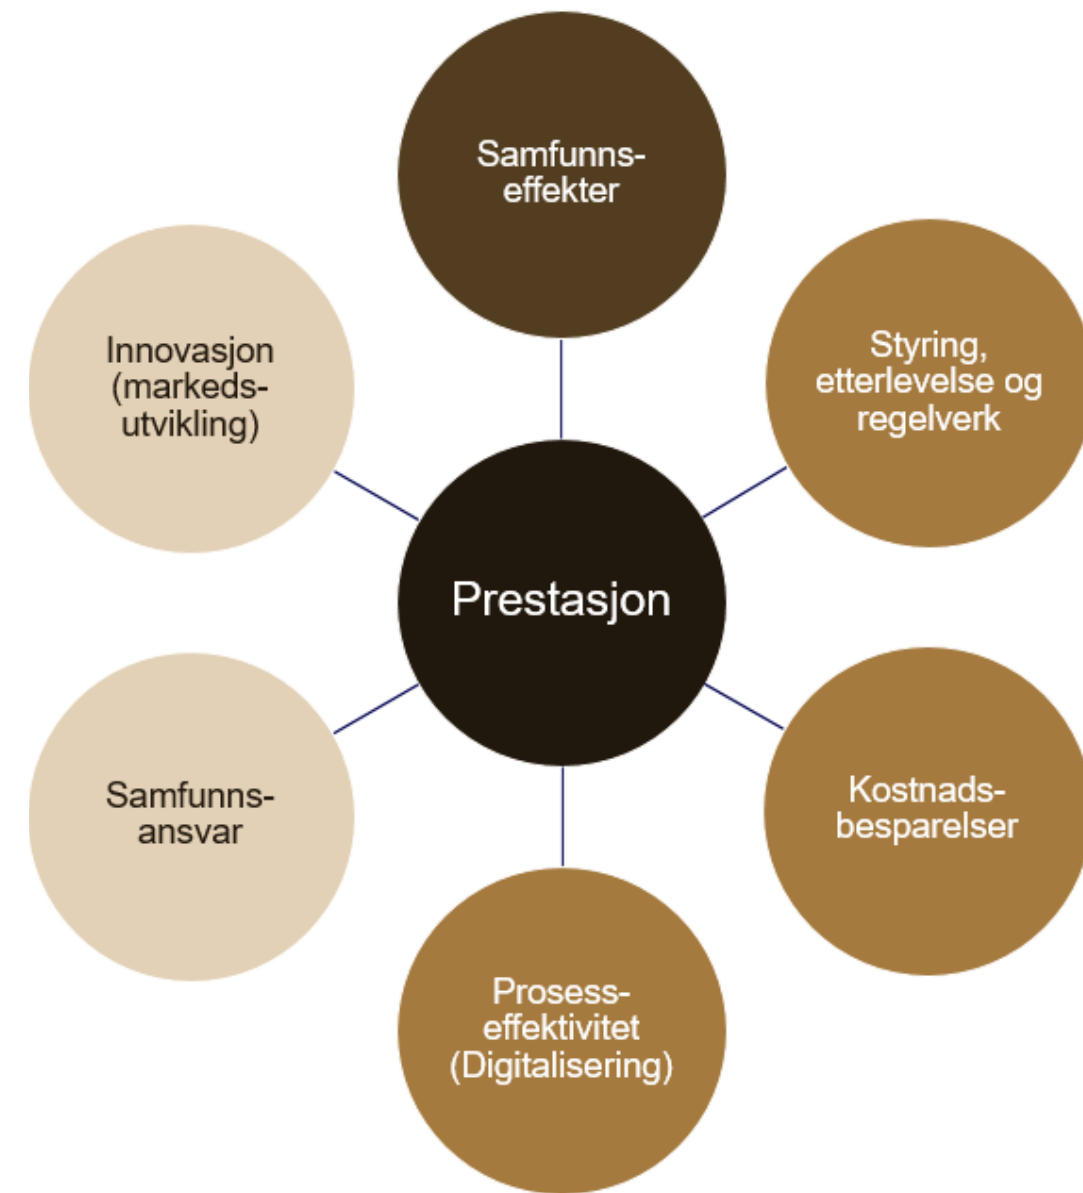 Samfunns-
effekter
Styring,
etterlevelse og
regelverk
Innovasjon
(markeds-
utvikling)
Prestasjon
Kostnads-
besparelser
Samfunns-
ansvar
Prosess-
effektivitet
(Digitalisering)